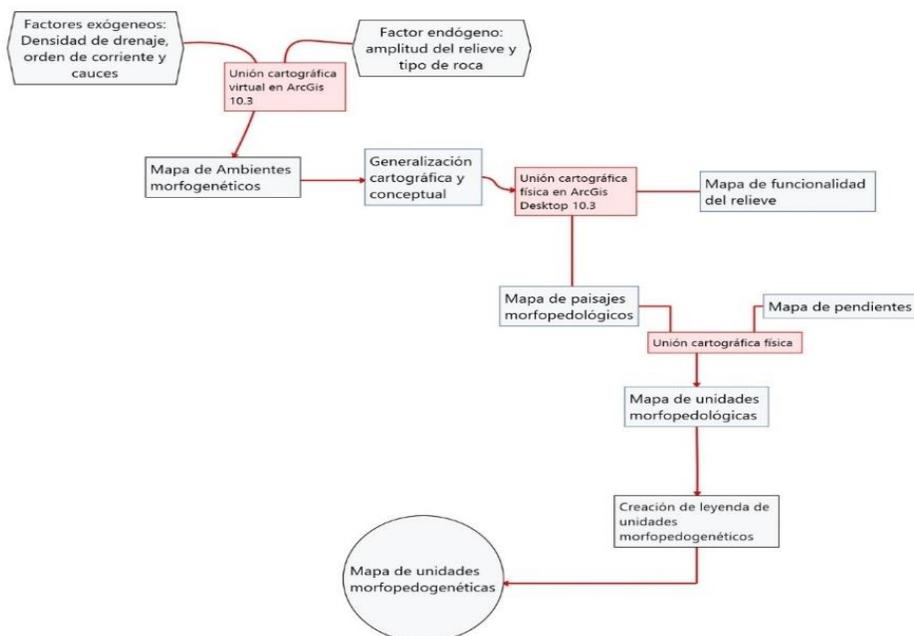 Factores exógeneos:
Densidad de drenaje,
orden de corriente y
cauces
Factor endógeno:
amplitud del relieve y
tipo de roca
Unión cartográfica
virtual en ArcGis
10.3
Mapa de Ambientes
morfogenéticos
Generalización
cartográfica y
conceptual
Unión cartográfica
física en ArcGis
Desktop 10.3
Mapa de funcionalidad
del relieve
Mapa de paisajes
morfopedológicos
Mapa de pendientes
Unión cartográfica física
Mapa de unidades
morfopedológicas
Creación de leyenda de
unidades
morfopedogenéticos
Mapa de unidades
morfopedogenéticas